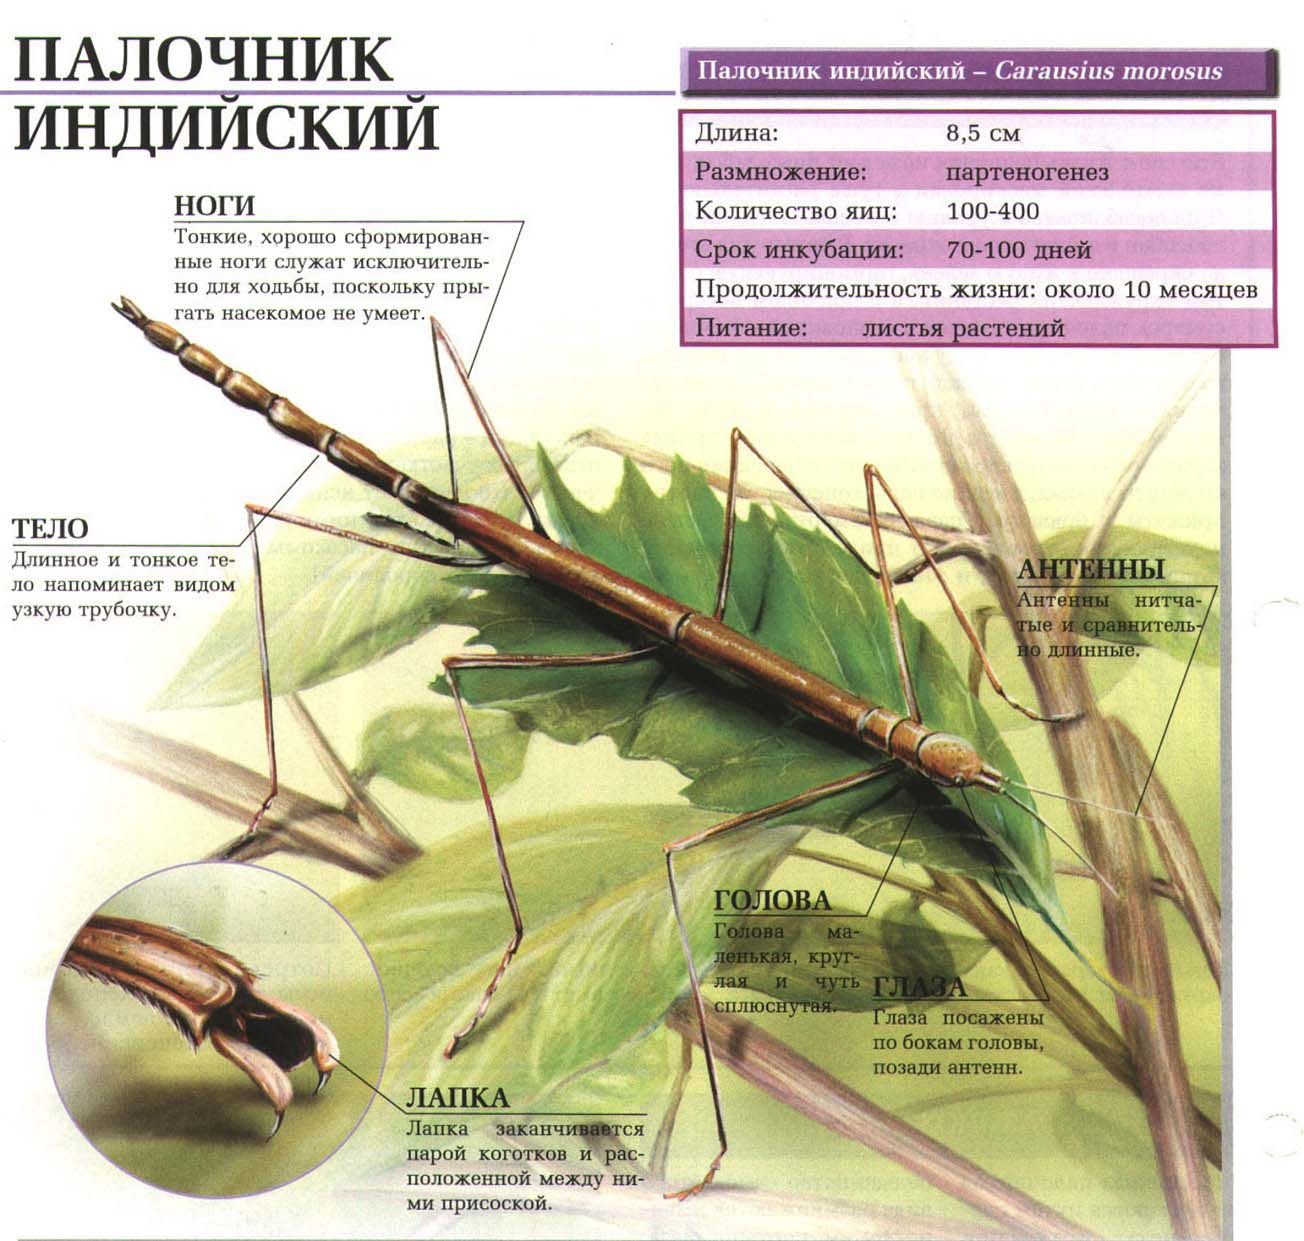 ПАЛОЧНИК
ИНДИЙСКИЙ
Палочник индийский – Carausius morosus
Длина: 8,5 см
Размножение: партеногенез
Количество яиц: 100-400
Срок инкубации: 70-100 дней
Продолжительность жизни: около 10 месяцев
Питание: листья растений
НОГИ
Тонкие, хорошо сформирован-
ные ноги служат исключитель-
но для ходьбы, поскольку пры-
гать насекомое не умеет.
ТЕЛО
Длинное и тонкое те-
ло напоминает видом
узкую трубочку.
АНТЕННЫ
Антенны нитча-
тые и сравнитель-
но длинные.
ГОЛОВА
Голова ма-
ленькая, круг-
лая и чуть
сплюснутая.
ГЛАЗА
Глаза посажены
по бокам головы,
позади антенн.
ЛАПКА
Лапка заканчивается
парой коготков и рас-
положенной между ни-
ми присоской.